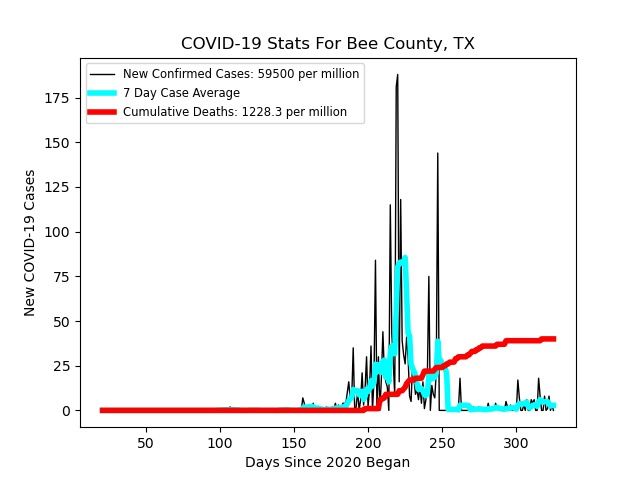 COVID-19 Stats For Bee County, TX
New Confirmed Cases: 59500 per million
7 Day Case Average
Cumulative Deaths: 1228.3 per million
New COVID-19 Cases
175
150
125
100
75
50
25
0
50 100 150 200 250 300
Days Since 2020 Began